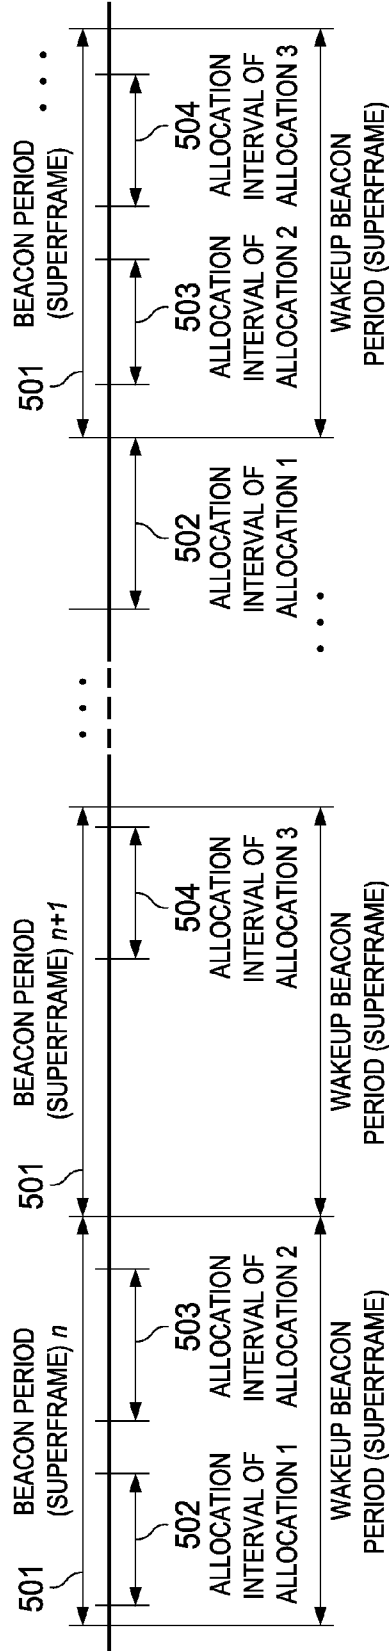 501
BEACON PERIOD
(SUPERFRAME) n
502
ALLOCATION
INTERVAL OF
ALLOCATION 1
503
ALLOCATION
INTERVAL OF
ALLOCATION 2
WAKEUP BEACON
PERIOD (SUPERFRAME)
501
BEACON PERIOD
(SUPERFRAME) n+1
504
ALLOCATION
INTERVAL OF
ALLOCATION 3
WAKEUP BEACON
PERIOD (SUPERFRAME)
• • •
502
ALLOCATION
INTERVAL OF
ALLOCATION 1
• • •
501
BEACON PERIOD
(SUPERFRAME)
• • •
503
ALLOCATION
INTERVAL OF
ALLOCATION 2
504
ALLOCATION
INTERVAL OF
ALLOCATION 3
WAKEUP BEACON
PERIOD (SUPERFRAME)